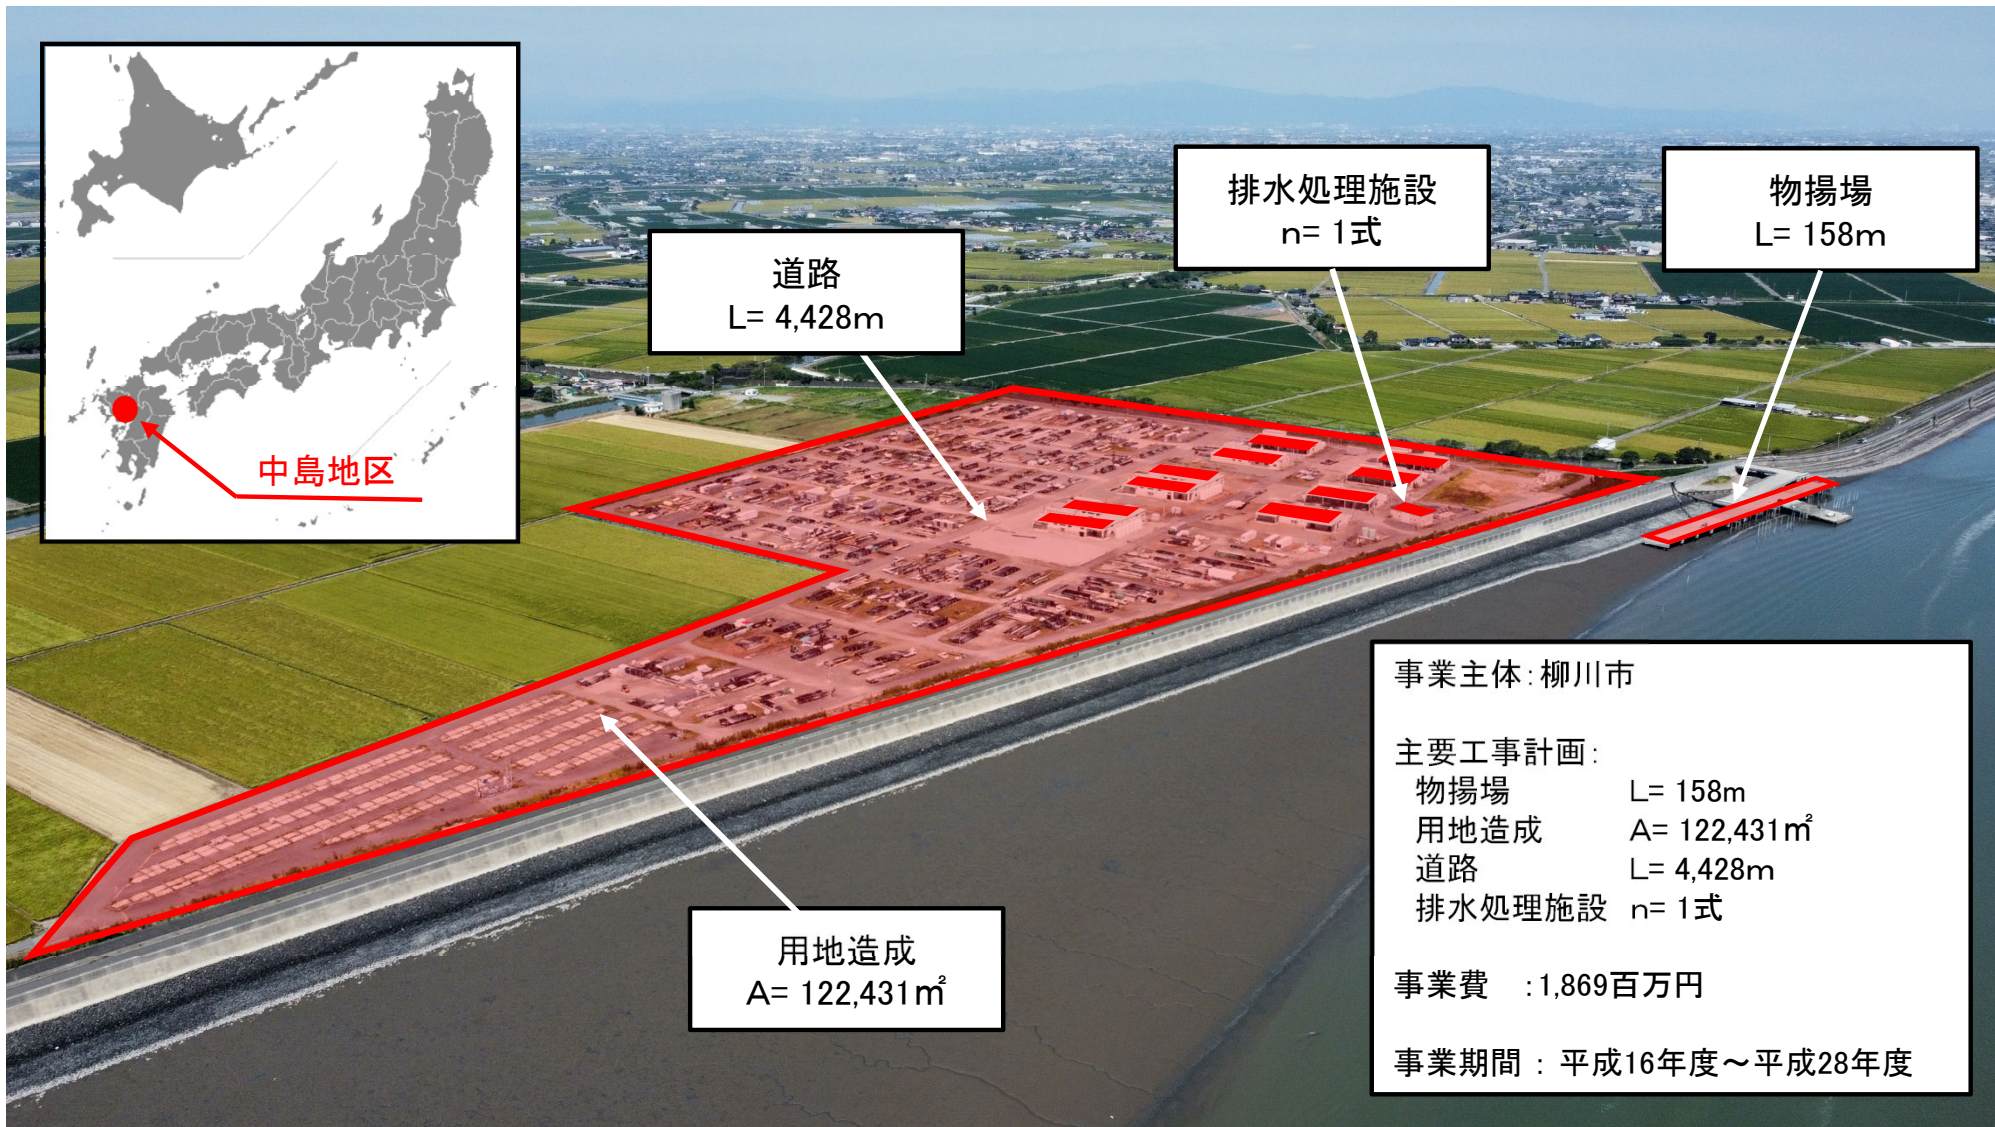 中島地区
道路
L= 4,428m
排水処理施設
n= 1式
物揚場
L= 158m
用地造成
A= 122,431㎡
事業主体:柳川市
主要工事計画:
物揚場 L= 158m
用地造成 A= 122,431㎡
道路 L= 4,428m
排水処理施設 n= 1式
事業費 :1,869百万円
事業期間 : 平成16年度～平成28年度